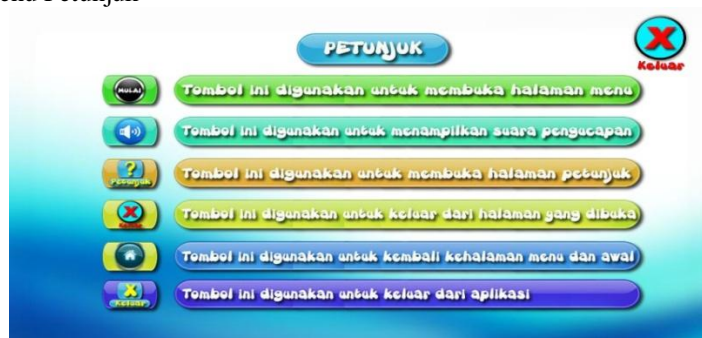 PETUNJUK
Keluar
MULAI
Tombol ini digunakan untuk membuka halaman menu
Tombol ini digunakan untuk menampilkan suara pengucapan
?
Petunjuk
Tombol ini digunakan untuk membuka halaman petunjuk
X
Tombol ini digunakan untuk keluar dari halaman yang dibuka
Tombol ini digunakan untuk kembali kehalaman menu dan awal
X
Keluar
Tombol ini digunakan untuk keluar dari aplikasi